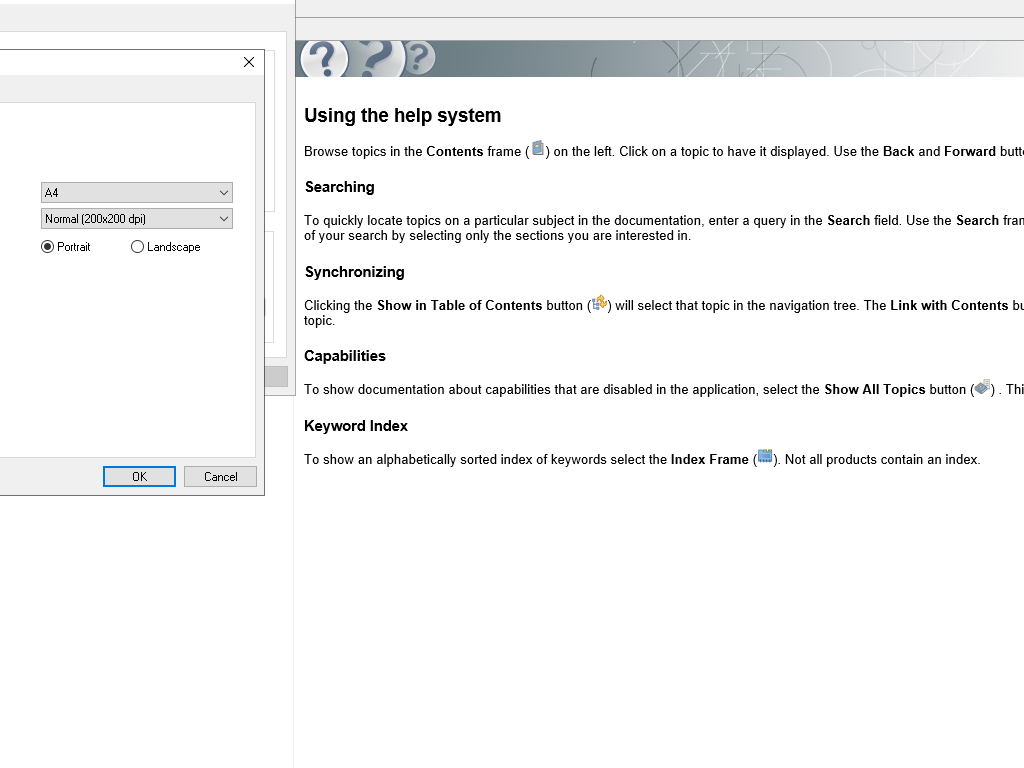 A4
Normal (200x200 dpi)
Portrait
Landscape
OK
Cancel
Using the help system
Browse topics in the Contents frame ( ) on the left. Click on a topic to have it displayed. Use the Back and Forward butt
Searching
To quickly locate topics on a particular subject in the documentation, enter a query in the Search field. Use the Search fran
of your search by selecting only the sections you are interested in.
Synchronizing
Clicking the Show in Table of Contents button ( ) will select that topic in the navigation tree. The Link with Contents bu
topic.
Capabilities
To show documentation about capabilities that are disabled in the application, select the Show All Topics button ( ) . Thi
Keyword Index
To show an alphabetically sorted index of keywords select the Index Frame ( ). Not all products contain an index.